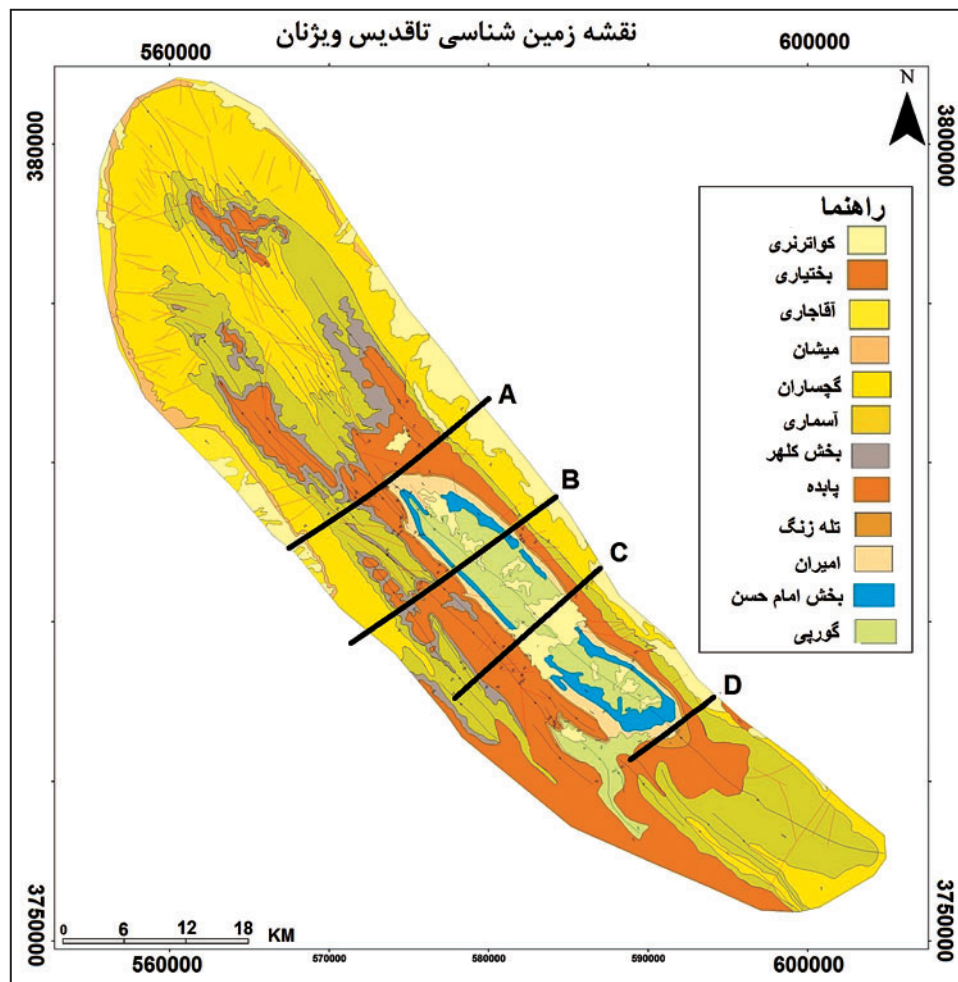 نقشه زمین شناسی تاقدیس ویژنان
560000 600000
N
380000 3800000
راهنما
کواترنری
بختیاری
آقاجاری
میشان
گچساران
آسماری
بخش کلهر
پابده
تله زنگ
امیران
بخش امام حسن
گورپی
A
B
C
D
3750000 3750000
0 6 12 18 KM
560000 570000 580000 590000 600000